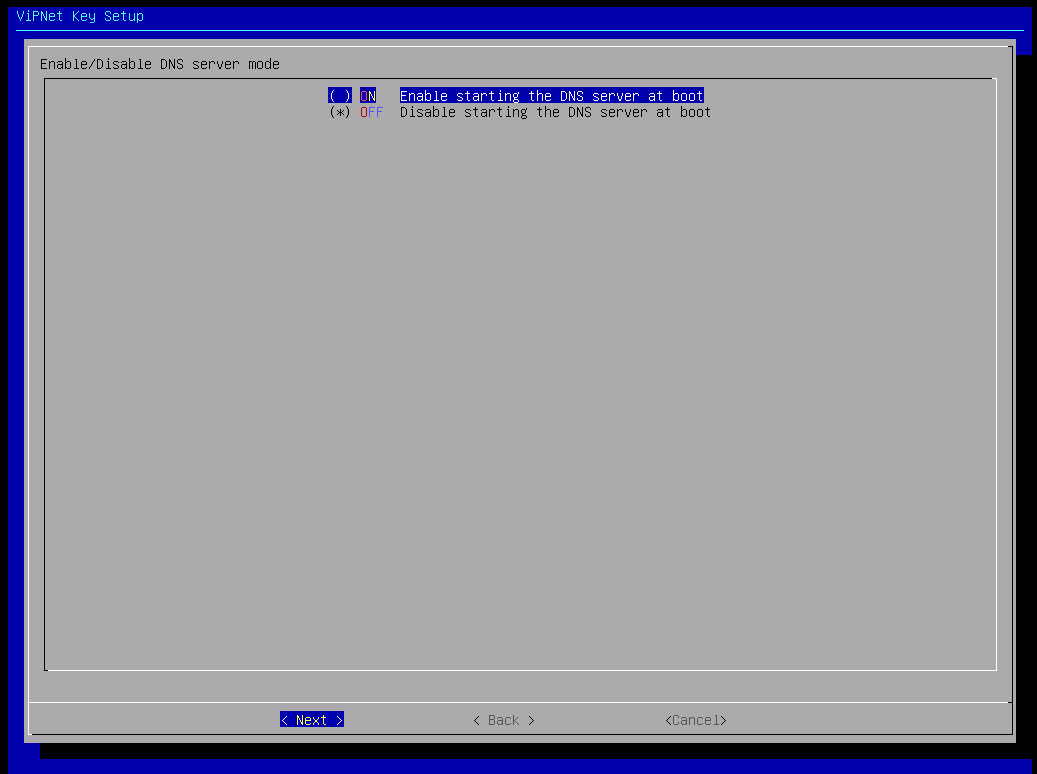 ViPNet Key Setup
Enable/Disable DNS server mode
( ) ON Enable starting the DNS server at boot
(*) OFF Disable starting the DNS server at boot
< Next > < Back > <Cancel>